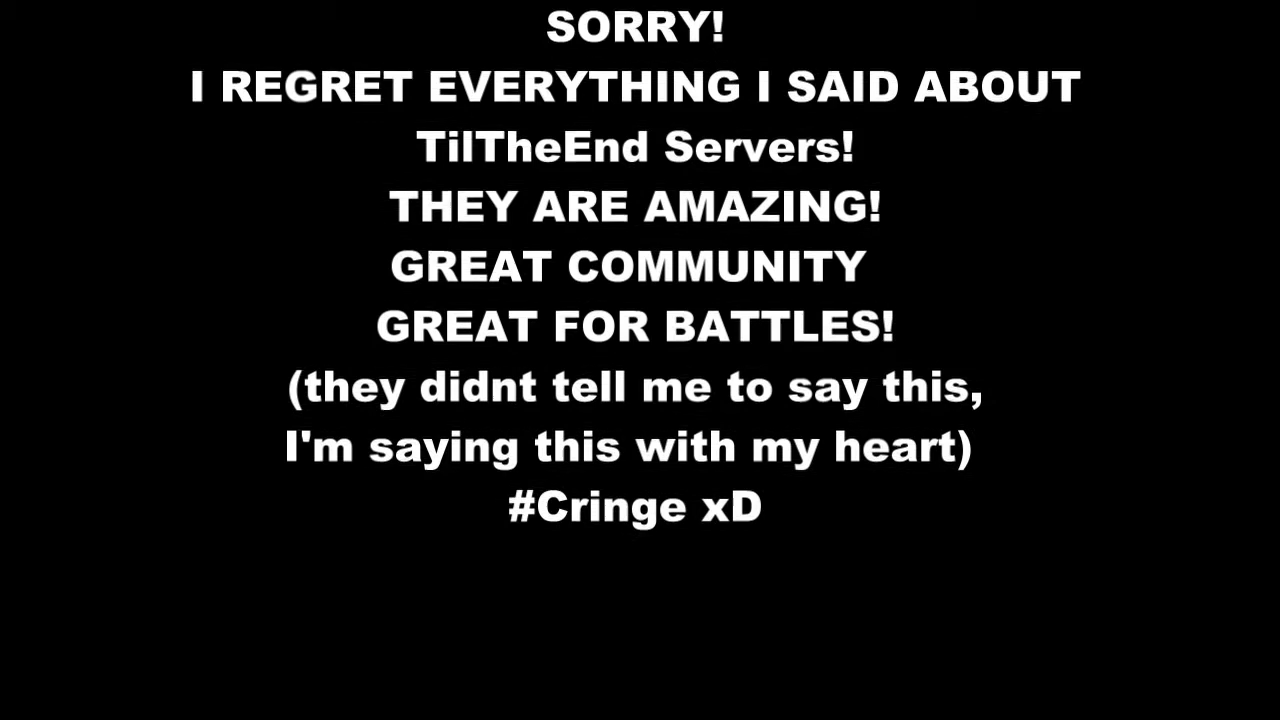 SORRY!
I REGRET EVERYTHING I SAID ABOUT
TilTheEnd Servers!
THEY ARE AMAZING!
GREAT COMMUNITY
GREAT FOR BATTLES!
(they didnt tell me to say this,
I'm saying this with my heart)
#Cringe xD